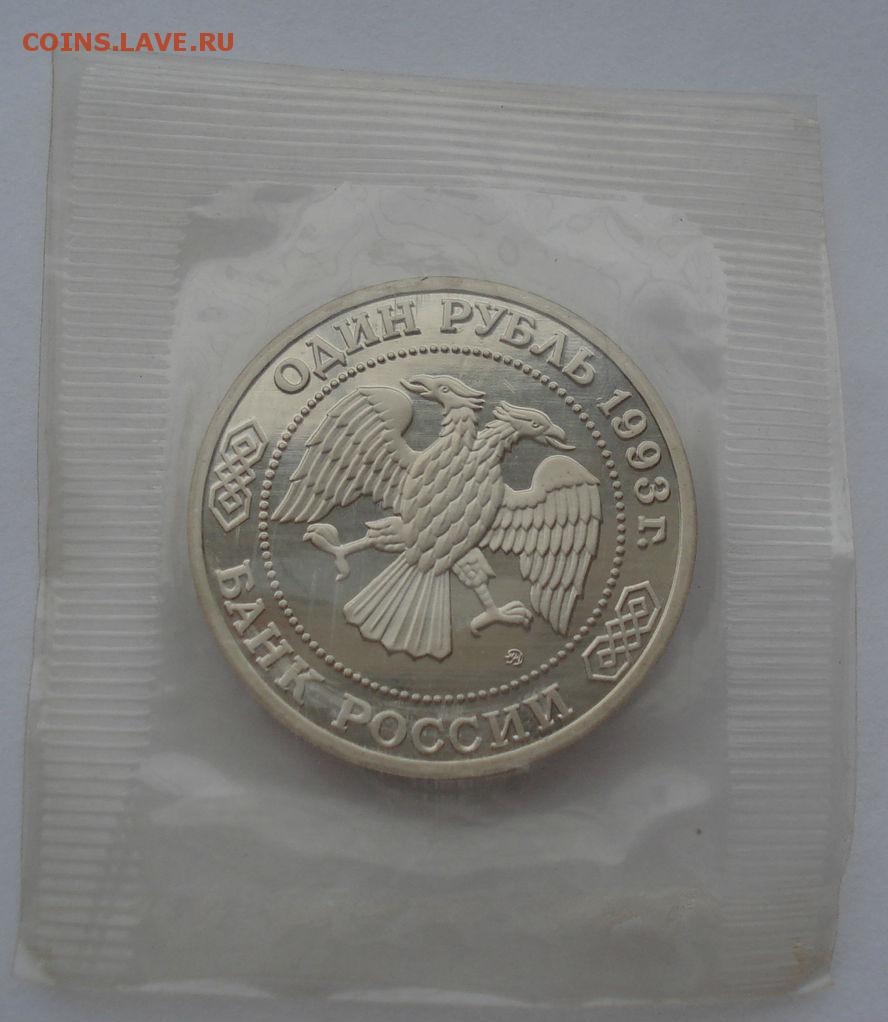 COINS.LAVE.RU
ОДИН РУБЛЬ 1993 г.
БАНК РОССИИ